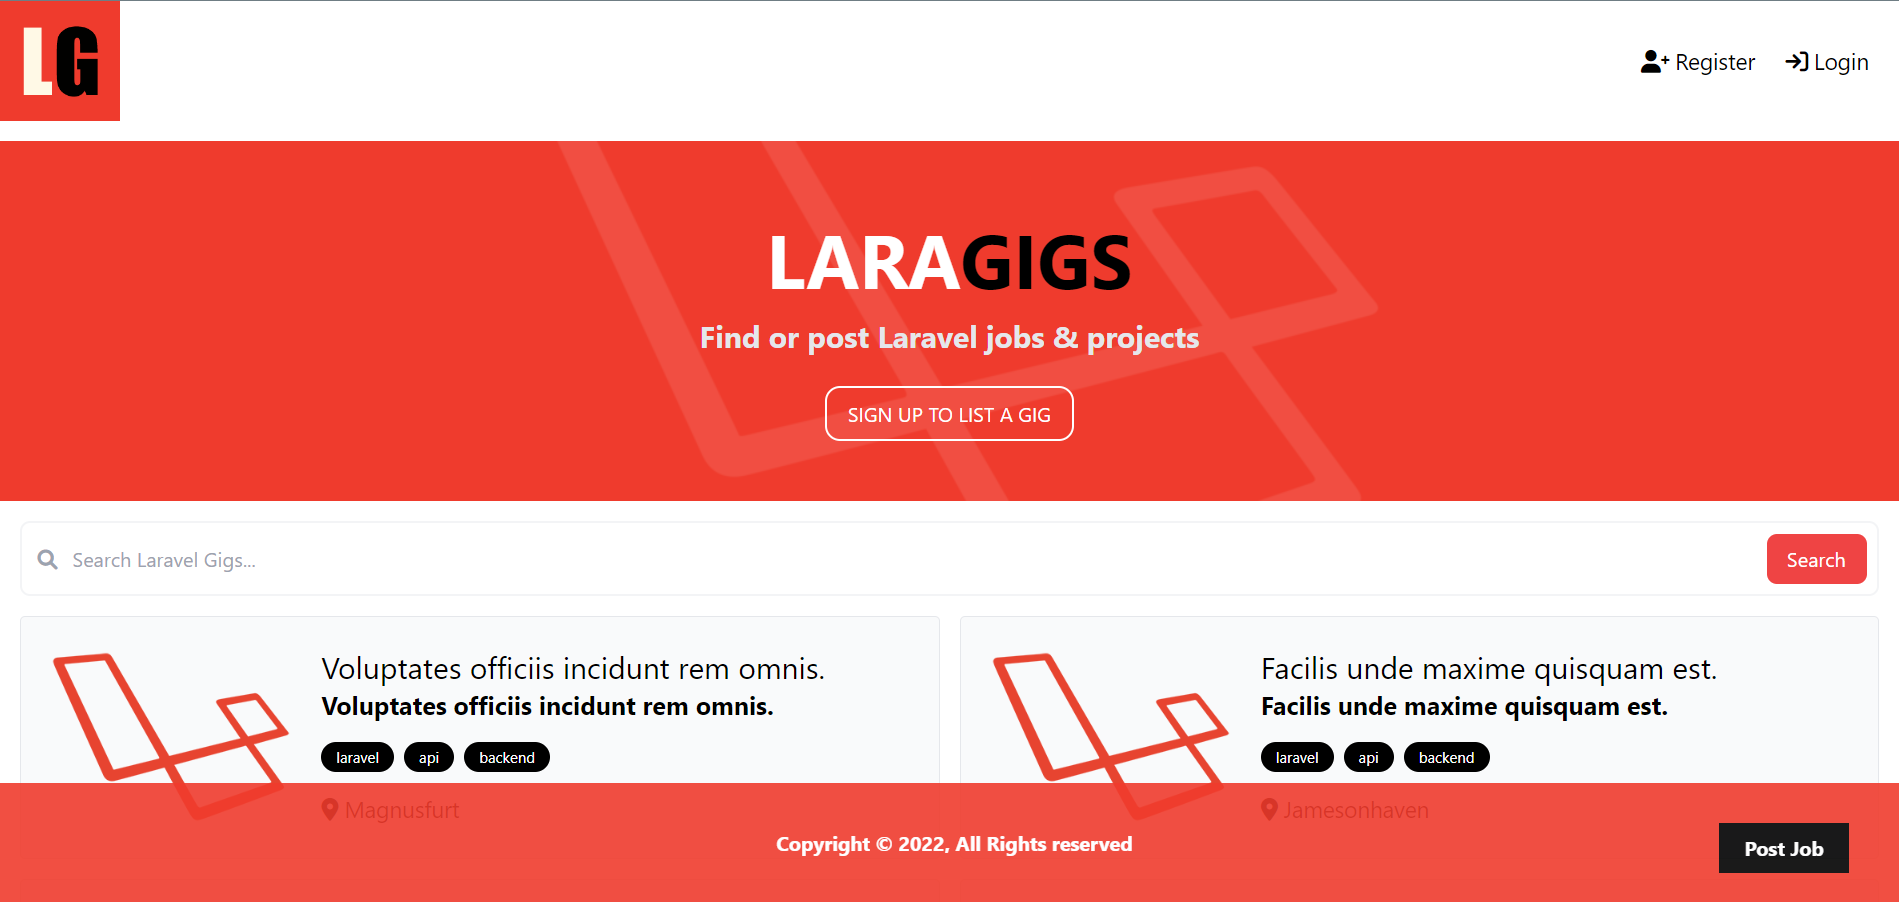 LG
Register
Login
LARAGIGS
Find or post Laravel jobs & projects
SIGN UP TO LIST A GIG
Search Laravel Gigs...
Search
Voluptates officiis incidunt rem omnis.
Voluptates officiis incidunt rem omnis.
laravel api backend
Magnusfurt
Facilis unde maxime quisquam est.
Facilis unde maxime quisquam est.
laravel api backend
Jamesonhaven
Copyright © 2022, All Rights reserved
Post Job